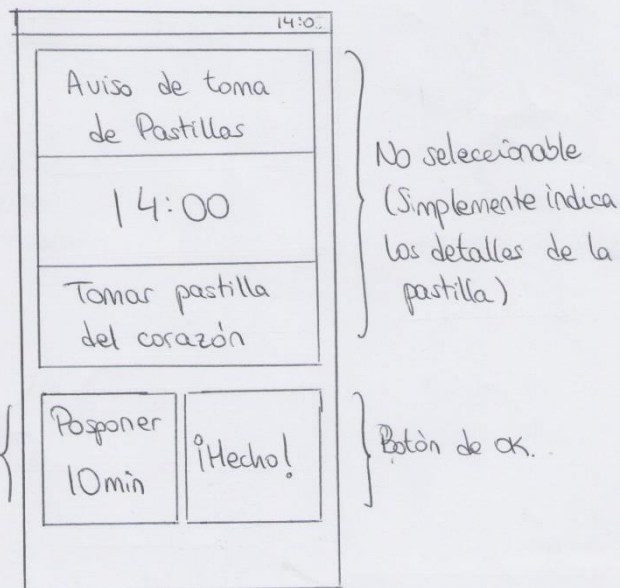 14:0
Aviso de toma
de Pastillas
14:00
Tomar pastilla
del corazón
No seleccionable
(Simplemente indica
los detalles de la
pastilla)
Posponer
10min
¡Hecho!
Botón de OK.